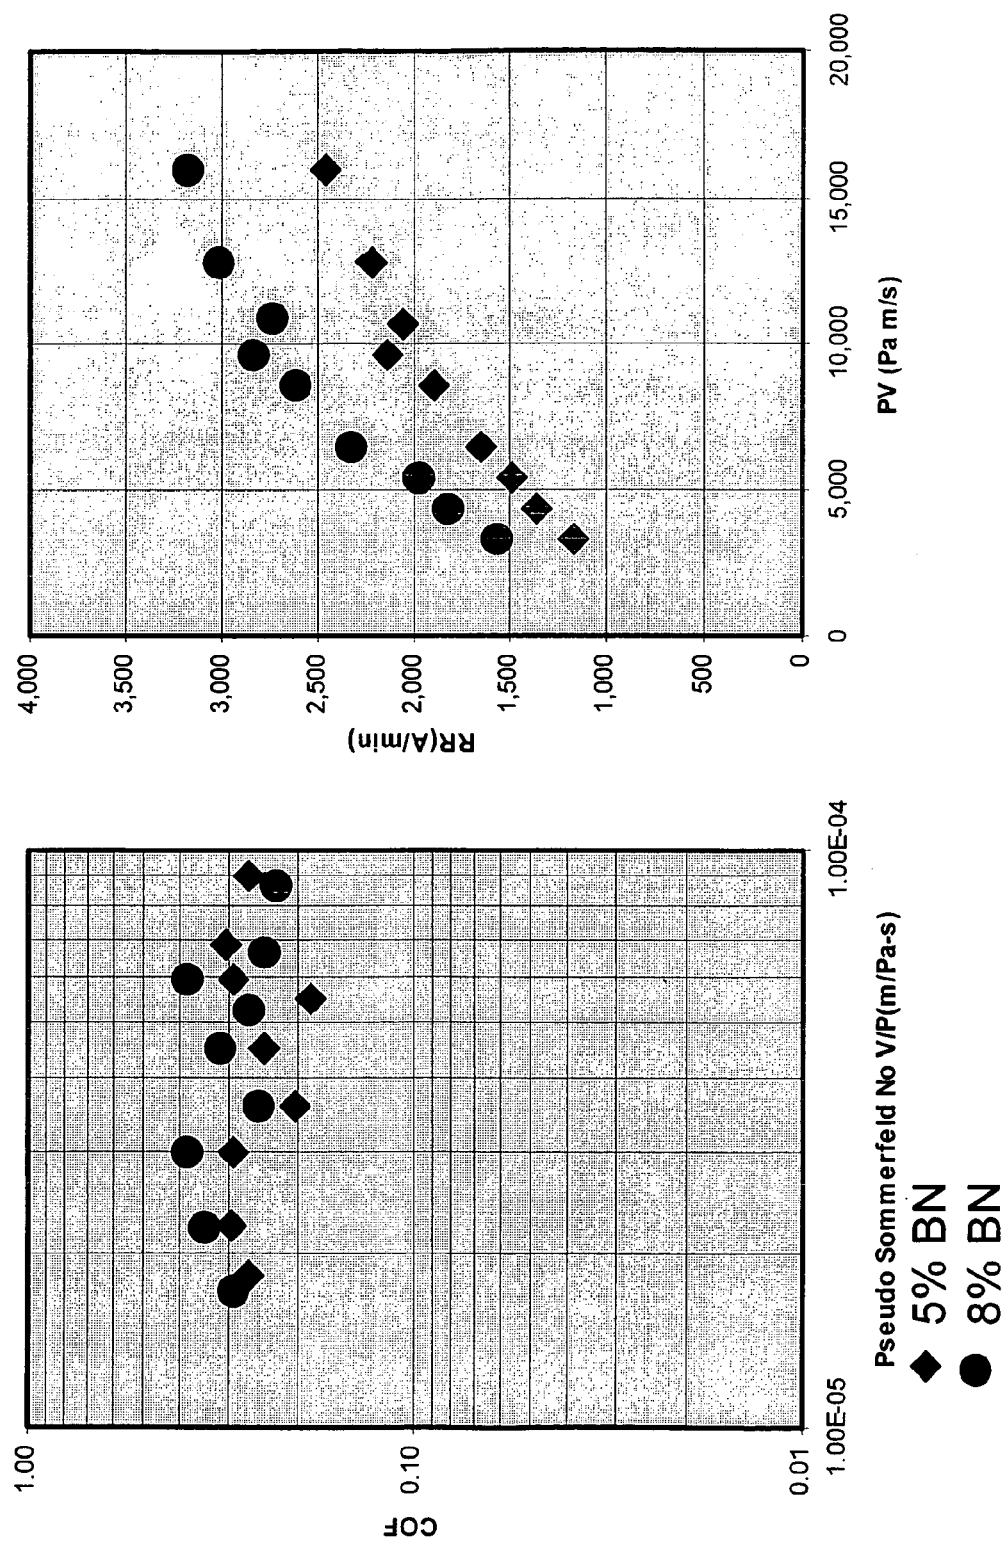 1.00
0.10
0.01
COF
1.00E-05
1.00E-04
Pseudo Sommerfeld No V/P(m/Pa-s)
5% BN
8% BN
4,000
3,500
3,000
2,500
2,000
1,500
1,000
500
0
RR(A/min)
0
5,000
10,000
15,000
20,000
PV (Pa m/s)